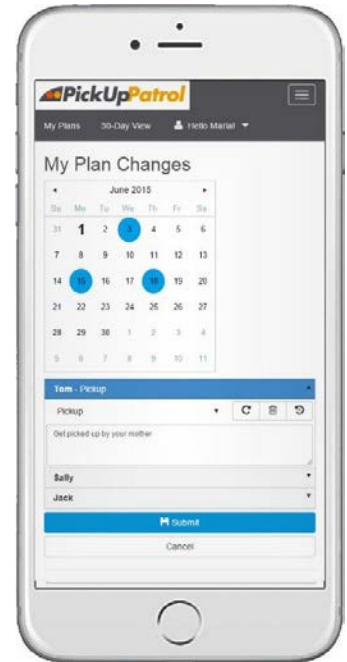 PickUpPatrol
My Plans 30-Day View Hello Maria!
My Plan Changes
June 2015
Su Mo Tu We Th Fr Sa
31 1 2 3 4 5 6
7 8 9 10 11 12 13
14 15 16 17 18 19 20
21 22 23 24 25 26 27
28 29 30 1 2 3 4
5 6 7 8 9 10 11
Tom - Pickup
Pickup
Get picked up by your mother
Sally
Jack
Submit
Cancel